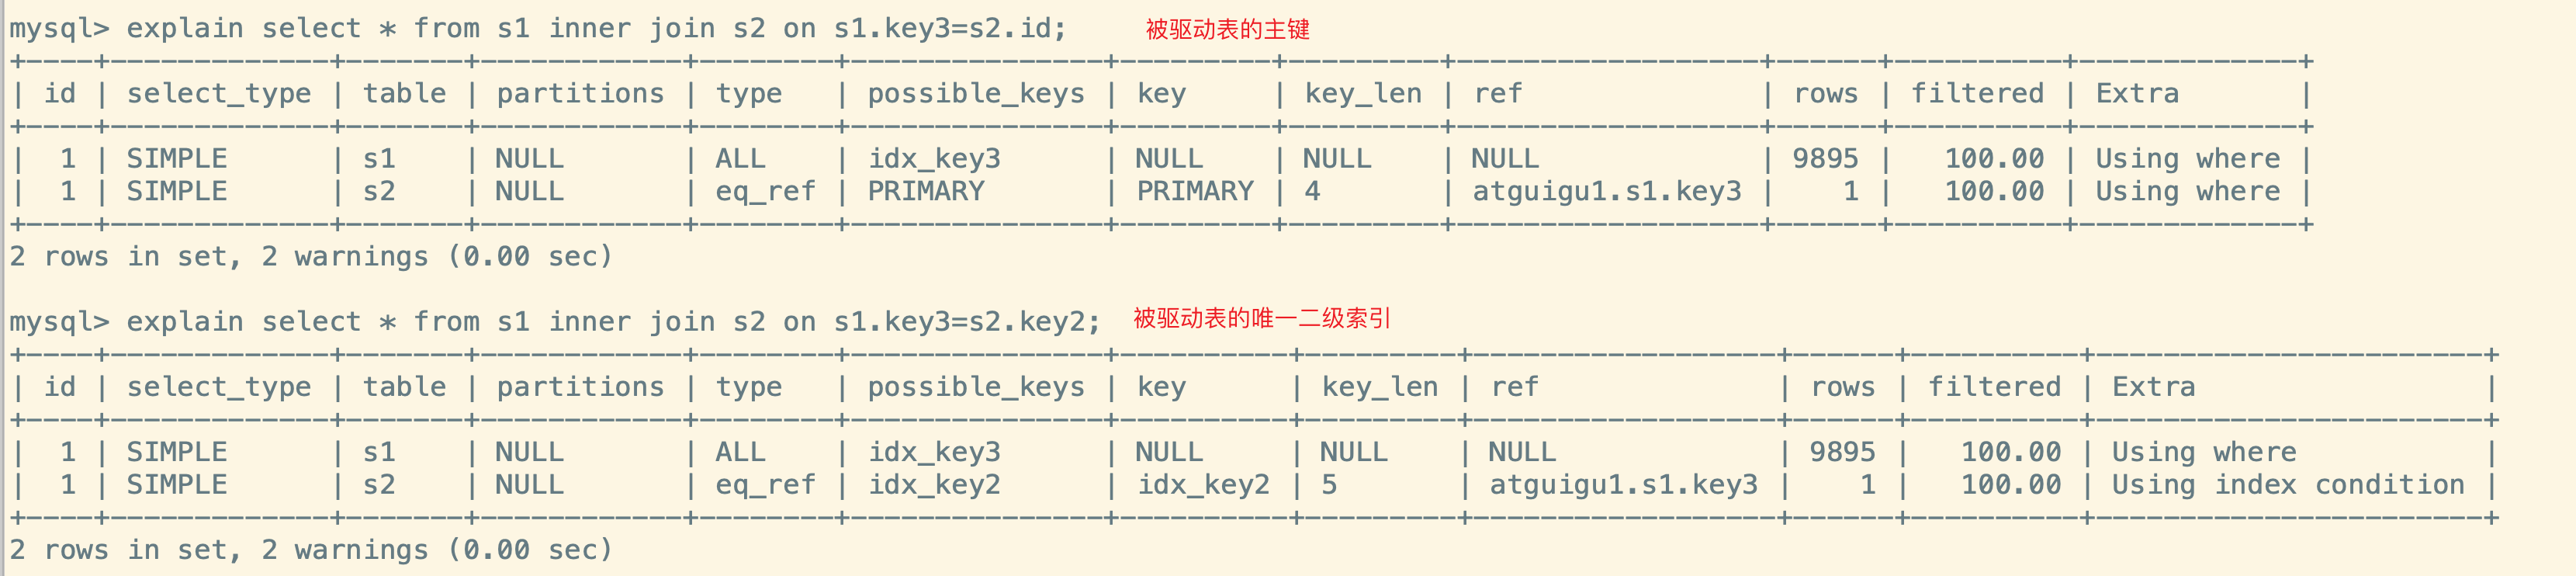 mysql> explain select * from s1 inner join s2 on s1.key3=s2.id; 被驱动表的主键
+----+-------------+-------+------------+--------+---------------+---------+---------+------------------+------+----------+-------------+
| id | select_type | table | partitions | type   | possible_keys | key     | key_len | ref              | rows | filtered | Extra       |
+----+-------------+-------+------------+--------+---------------+---------+---------+------------------+------+----------+-------------+
|  1 | SIMPLE      | s1    | NULL       | ALL    | idx_key3      | NULL    | NULL    | NULL             | 9895 |   100.00 | Using where |
|  1 | SIMPLE      | s2    | NULL       | eq_ref | PRIMARY       | PRIMARY | 4       | atguigu1.s1.key3 |    1 |   100.00 | Using where |
+----+-------------+-------+------------+--------+---------------+---------+---------+------------------+------+----------+-------------+
2 rows in set, 2 warnings (0.00 sec)
mysql> explain select * from s1 inner join s2 on s1.key3=s2.key2; 被驱动表的唯一二级索引
+----+-------------+-------+------------+--------+---------------+----------+---------+------------------+------+----------+-----------------------+
| id | select_type | table | partitions | type   | possible_keys | key      | key_len | ref              | rows | filtered | Extra                 |
+----+-------------+-------+------------+--------+---------------+----------+---------+------------------+------+----------+-----------------------+
|  1 | SIMPLE      | s1    | NULL       | ALL    | idx_key3      | NULL     | NULL    | NULL             | 9895 |   100.00 | Using where           |
|  1 | SIMPLE      | s2    | NULL       | eq_ref | idx_key2      | idx_key2 | 5       | atguigu1.s1.key3 |    1 |   100.00 | Using index condition |
+----+-------------+-------+------------+--------+---------------+----------+---------+------------------+------+----------+-----------------------+
2 rows in set, 2 warnings (0.00 sec)